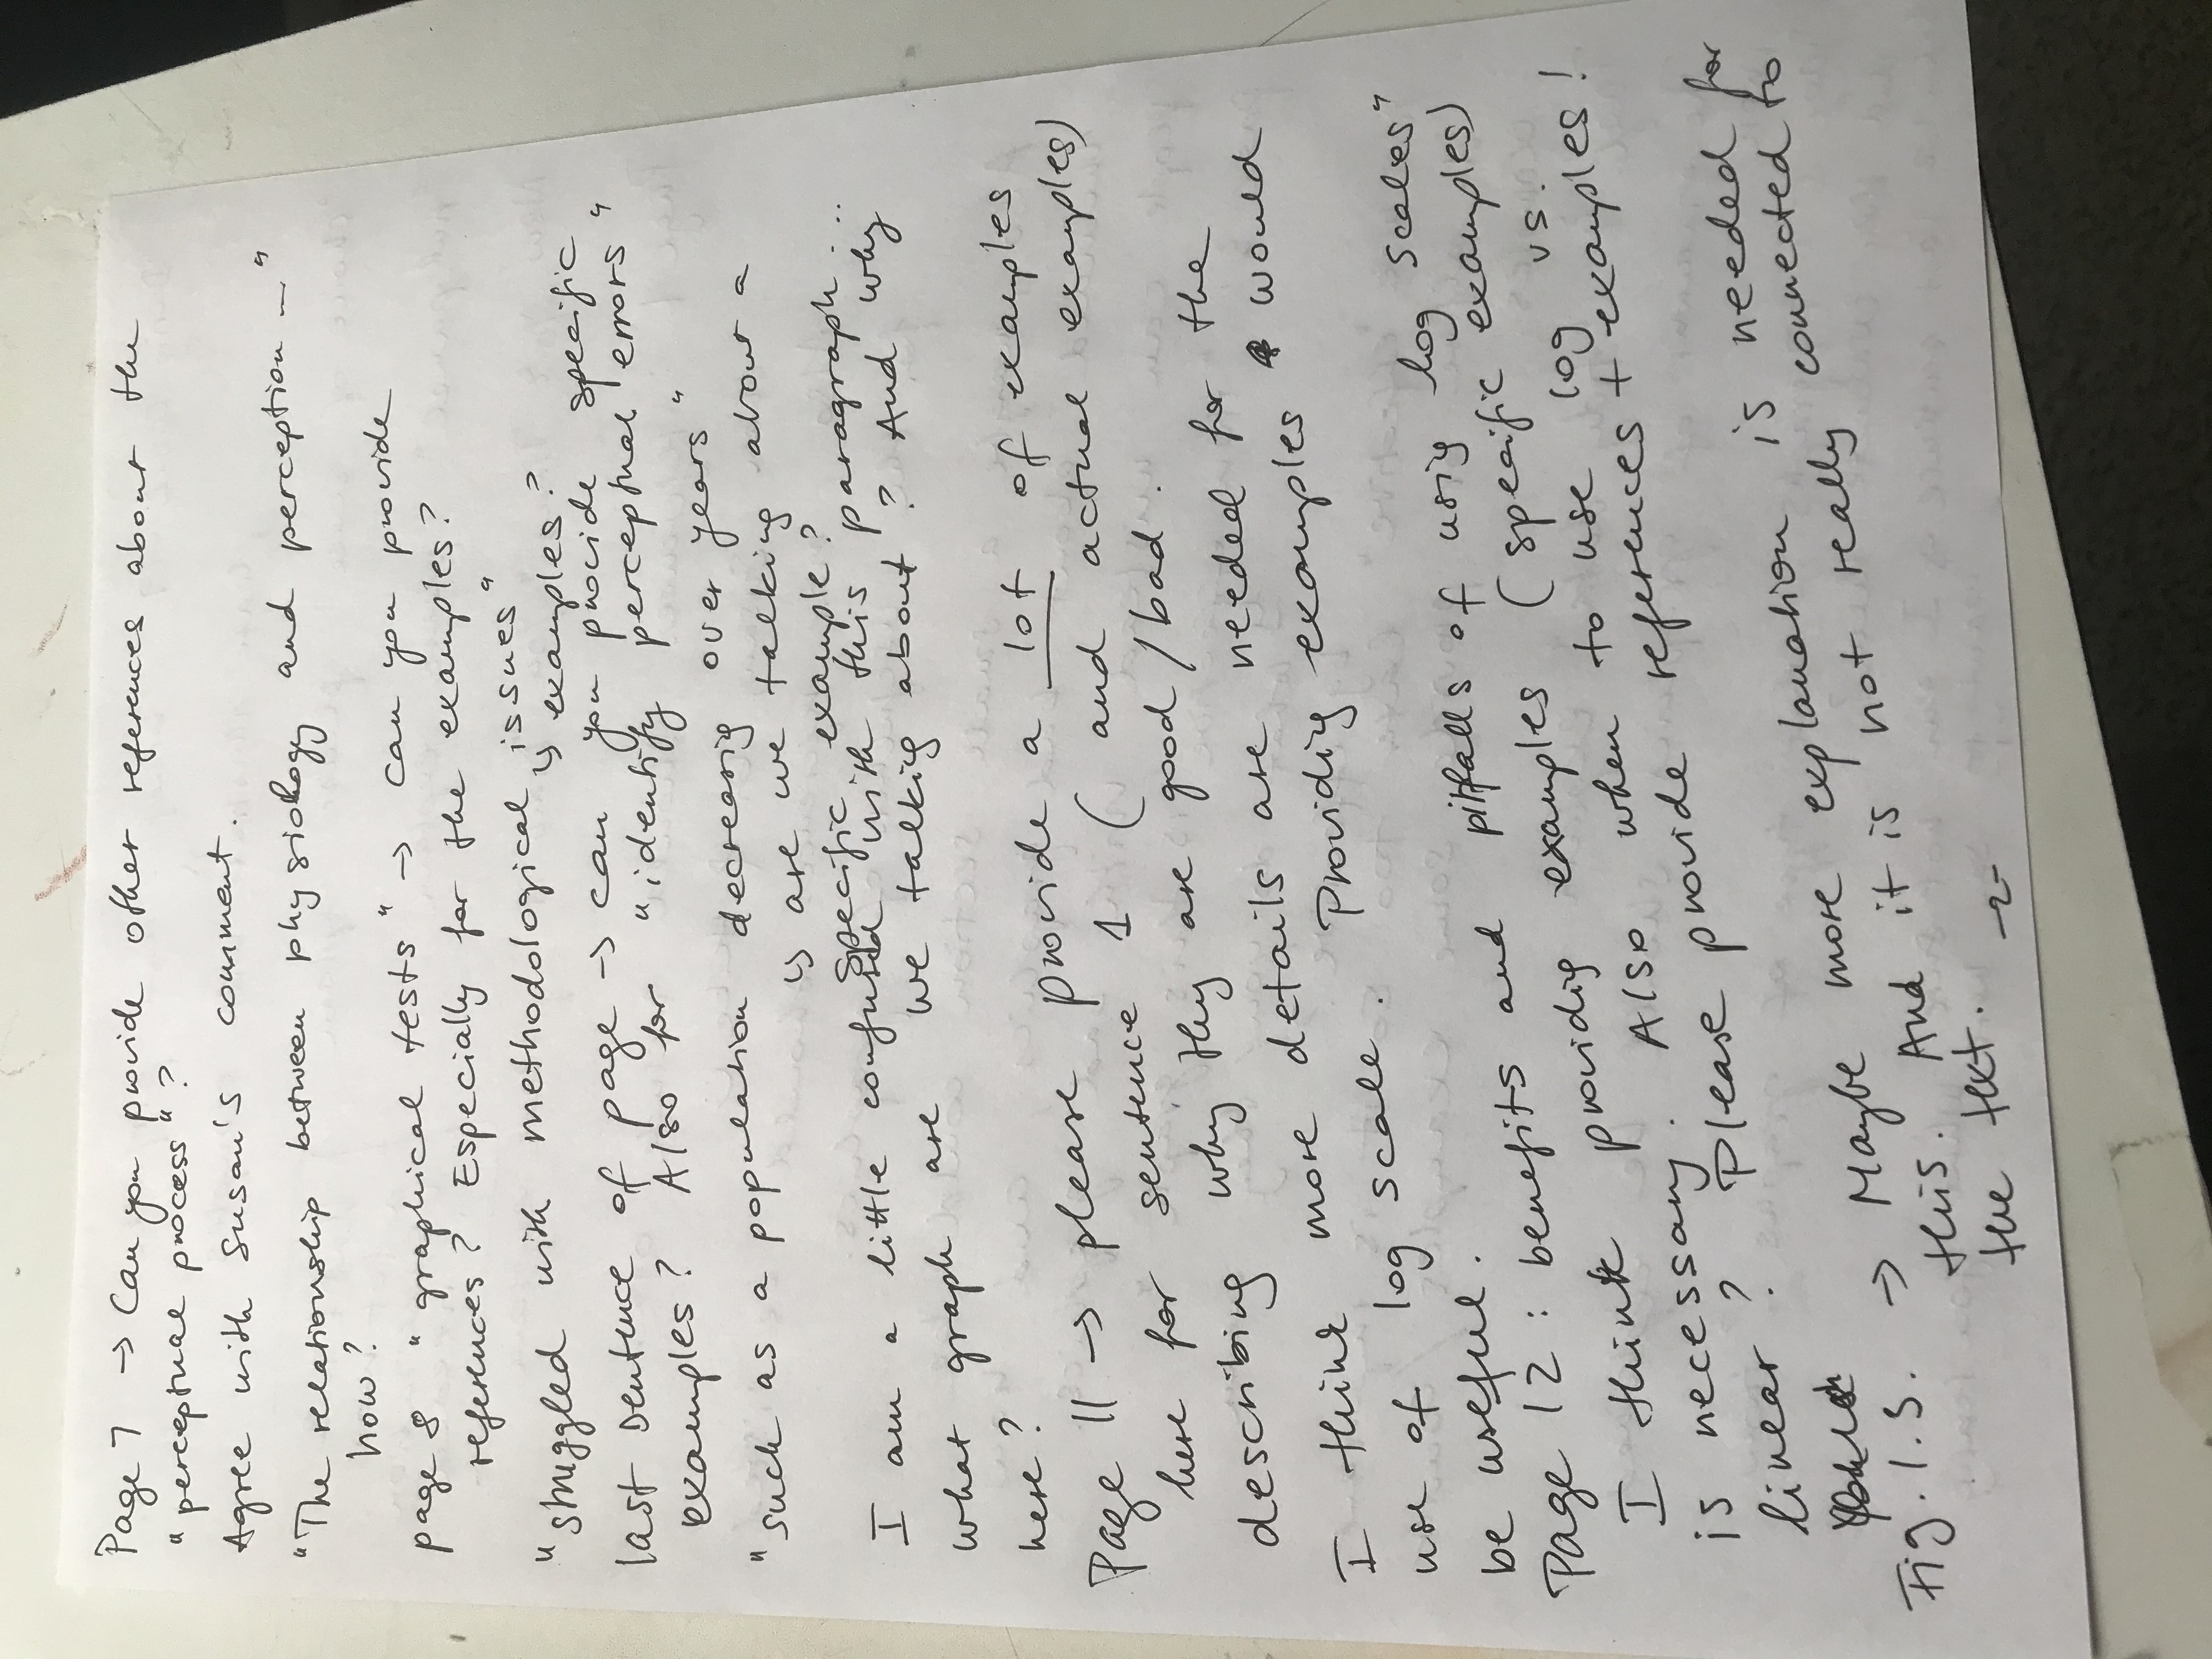 Page 7 → Can you provide other references about the
"perceptual process"?
Agree with Susan's comment.
"The relationship between physiology and perception ..."
how?
page 8 "graphical tests" → can you provide
references? Especially for the examples?
"struggled with methodological issues"
↳ examples?
last sentence of page → can you provide specific
examples? Also for "identify perceptual errors"
"such as a population decreasig over years"
↳ are we talking about a
specific example?
I am a little confused with this paragraph...
what graph are we talkig about? And why
here?
Page 11 → please provide a lot of examples
here for sentence 1 (and actual examples)
describing why they are good/bad.
I think more details are needed for the
use of log scale. Providig examples would
be useful.
Page 12: benefits and pitfalls of usig log scales"
I think providig examples (specific examples)
is necessary. Also when to use log vs.
linear? Please provide references + examples!
Fig. 1.5. → Maybe more explanation is needed for
this. And it is not really connected to
the text.
-2-